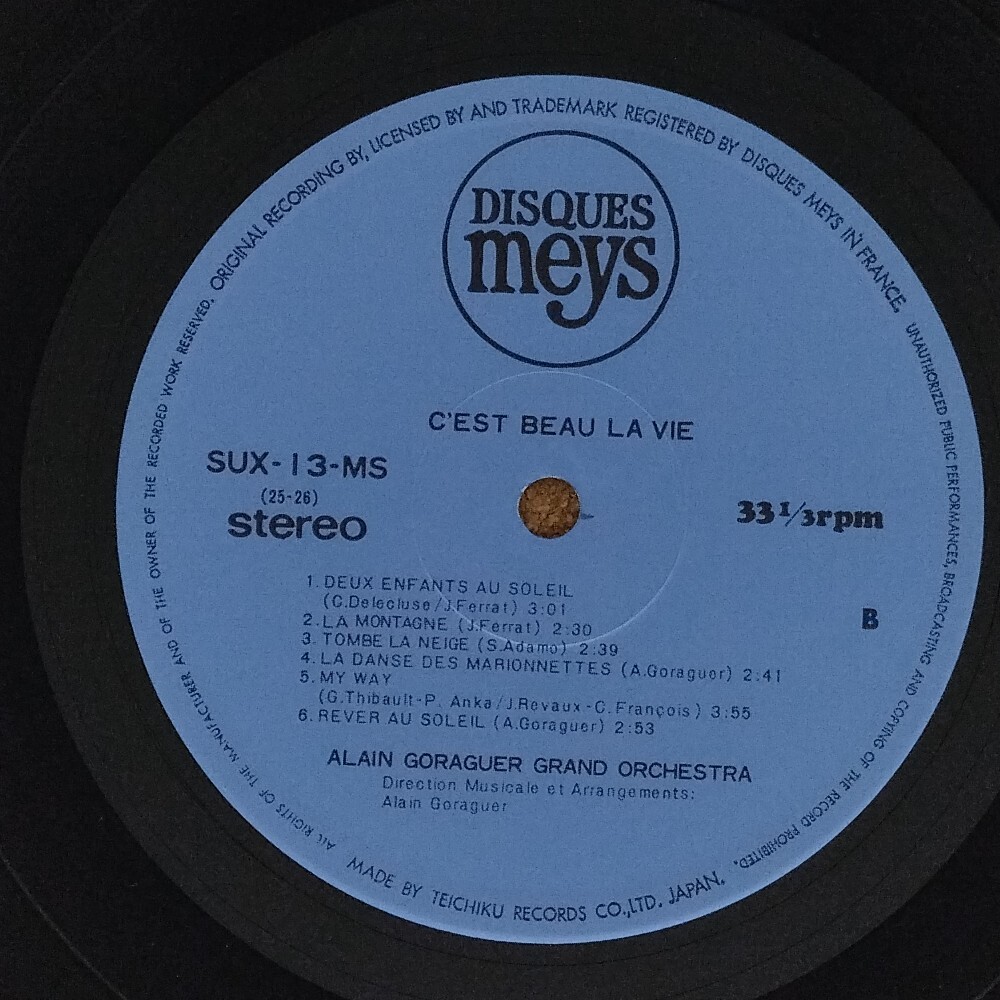 ORIGINAL RECORDING BY, LICENSED BY AND TRADEMARK REGISTERED BY DISQUES MEYS IN FRANCE.
UNAUTHORIZED PUBLIC PERFORMANCES, BROADCASTING AND COPYING OF THE RECORD PROHIBITED.
DISQUES
meys
C'EST BEAU LA VIE
SUX-13-MS
(25-26)
stereo
33 1/3rpm
B
1. DEUX ENFANTS AU SOLEIL
(C.Delecluse/J.Ferrat) 3:01
2. LA MONTAGNE (J.Ferrat) 2:30
3. TOMBE LA NEIGE (S.Adamo) 2:39
4. LA DANSE DES MARIONNETTES (A.Goraguer) 2:41
5. MY WAY
(G.Thibault-P. Anka/J.Revaux-C.François) 3:55
6. REVER AU SOLEIL (A.Goraguer) 2:53
ALAIN GORAGUER GRAND ORCHESTRA
Direction Musicale et Arrangements:
Alain Goraguer
ALL RIGHTS OF THE MANUFACTURER AND OF THE OWNER OF THE RECORDED WORK RESERVED.
MADE BY TEICHIKU RECORDS CO.,LTD. JAPAN.